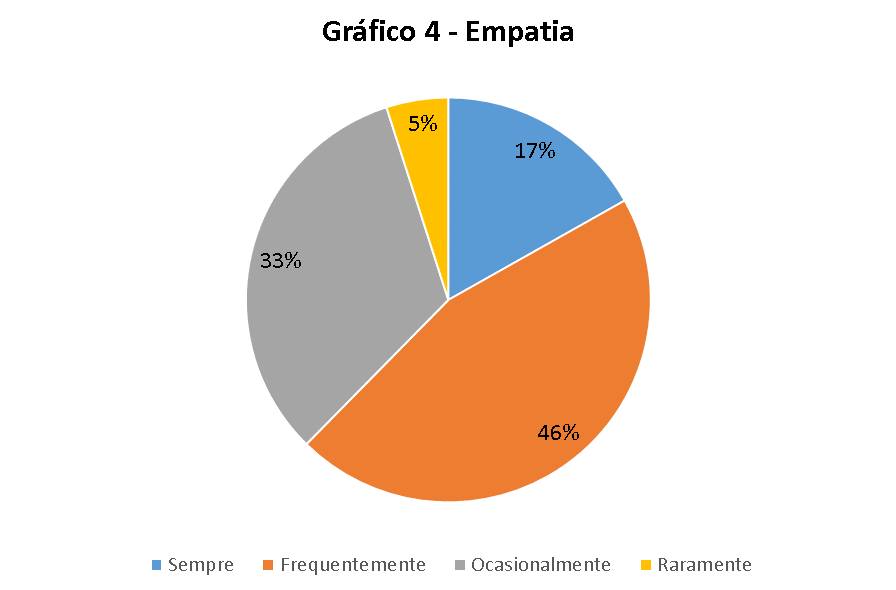 Gráfico 4 - Empatia
5%
17%
33%
46%
Sempre Frequentemente Ocasionalmente Raramente